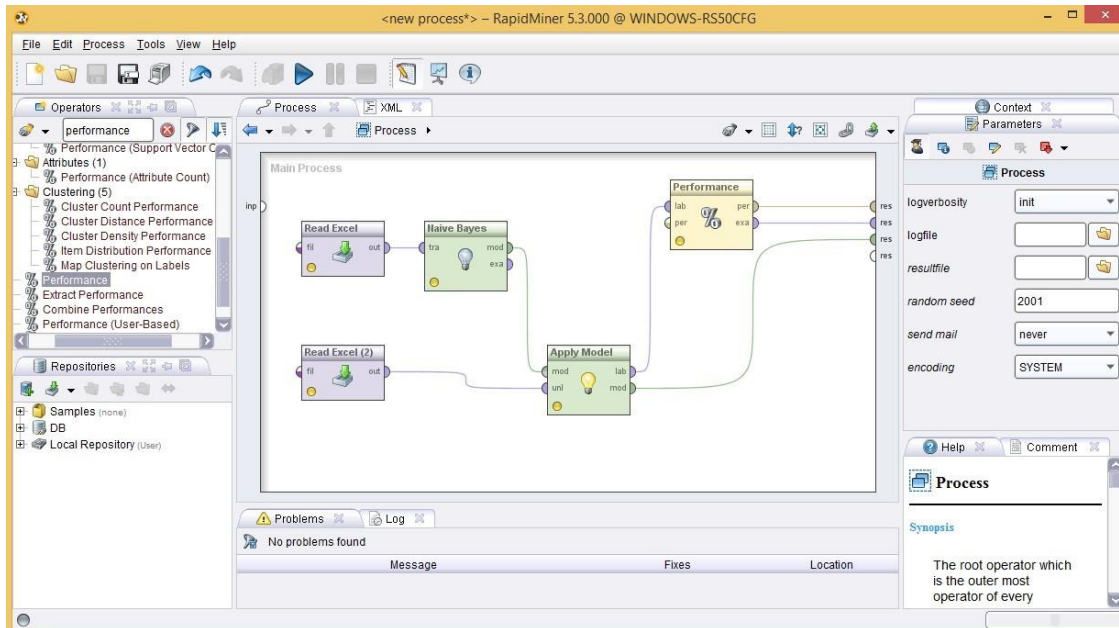 <new process*> – RapidMiner 5.3.000 @ WINDOWS-RS50CFG
File Edit Process Tools View Help
Operators
performance
Performance (Support Vector C
Attributes (1)
Performance (Attribute Count)
Clustering (5)
Cluster Count Performance
Cluster Distance Performance
Cluster Density Performance
Item Distribution Performance
Map Clustering on Labels
Performance
Extract Performance
Combine Performances
Performance (User-Based)
Repositories
Samples (none)
DB
Local Repository (User)
Process XML
Process
Main Process
inp
Read Excel
fil out
Naive Bayes
tra mod
exa
Performance
lab per
per exa
res
res
res
res
Read Excel (2)
fil out
Apply Model
mod lab
unl mod
Problems Log
No problems found
Message Fixes Location
Context
Parameters
Process
logverbosity init
logfile
resultfile
random seed 2001
send mail never
encoding SYSTEM
Help Comment
Process
Synopsis
The root operator which
is the outer most
operator of every